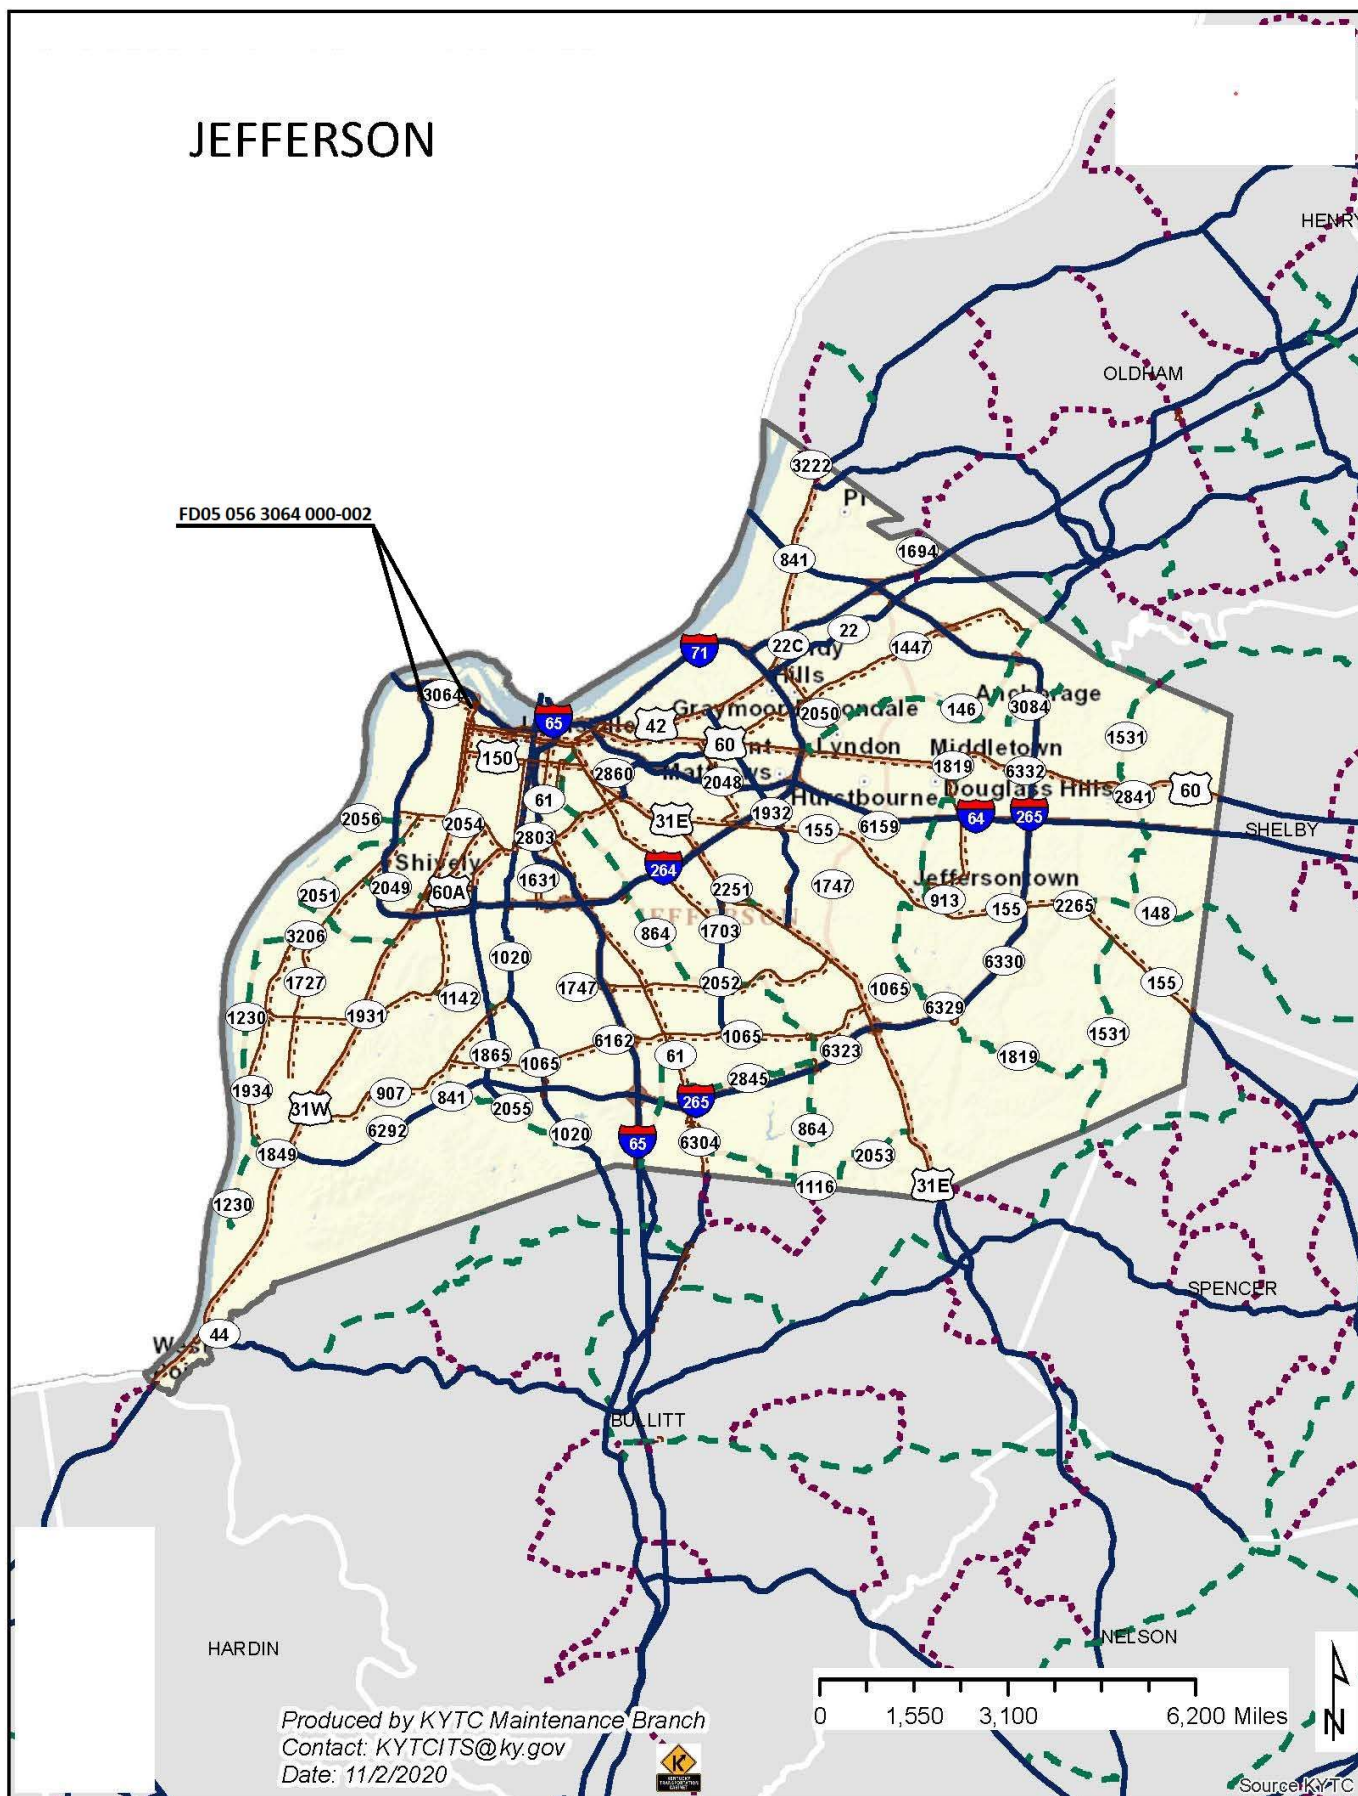 JEFFERSON
HENRY
OLDHAM
3222
FD05 056 3064 000-002
841
1694
71
22C
22
1447
3064
65
42
2050
146
Anchorage
3084
1531
150
60
Lyndon
Middletown
2860
2048
1819
6332
Douglass Hills
2841
60
61
31E
1932
Hurstbourne
64
265
2056
2054
2803
155
6159
SHELBY
Shively
264
2051
2049
60A
1631
2251
1747
Jeffersontown
913
155
2265
148
3206
864
JEFFERSON
1703
1020
6330
1727
1142
1747
2052
1065
155
1230
1931
6329
6162
1065
1531
1865
1065
61
6323
1819
1934
907
841
2845
31W
2055
265
6292
1020
65
6304
864
1849
2053
1230
1116
31E
SPENCER
44
BULLITT
HARDIN
NELSON
0 1,550 3,100 6,200 Miles
N
Produced by KYTC Maintenance Branch
Contact: KYTCITS@ky.gov
Date: 11/2/2020
Source KYTC